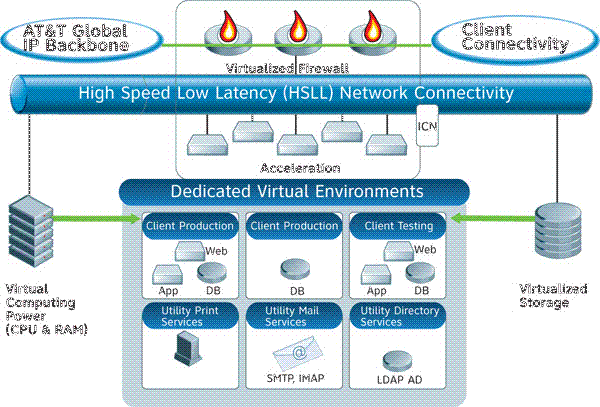 AT&T Global
IP Backbone
Client
Connectivity
Virtualized Firewall
High Speed Low Latency (HSLL) Network Connectivity
ICN
Acceleration
Dedicated Virtual Environments
Client Production
Client Production
Client Testing
Web
App
DB
DB
Web
App
DB
Virtual
Computing
Power
(CPU & RAM)
Virtualized
Storage
Utility Print
Services
Utility Mail
Services
Utility Directory
Services
@
SMTP, IMAP
LDAP AD